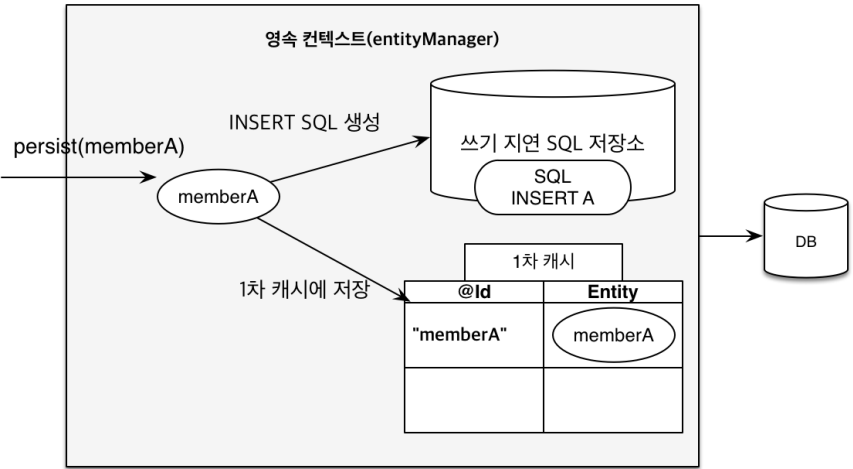 영속 컨텍스트(entityManager)
INSERT SQL 생성
persist(memberA)
memberA
쓰기 지연 SQL 저장소
SQL
INSERT A
DB
1차 캐시에 저장
1차 캐시
@Id
Entity
"memberA"
memberA